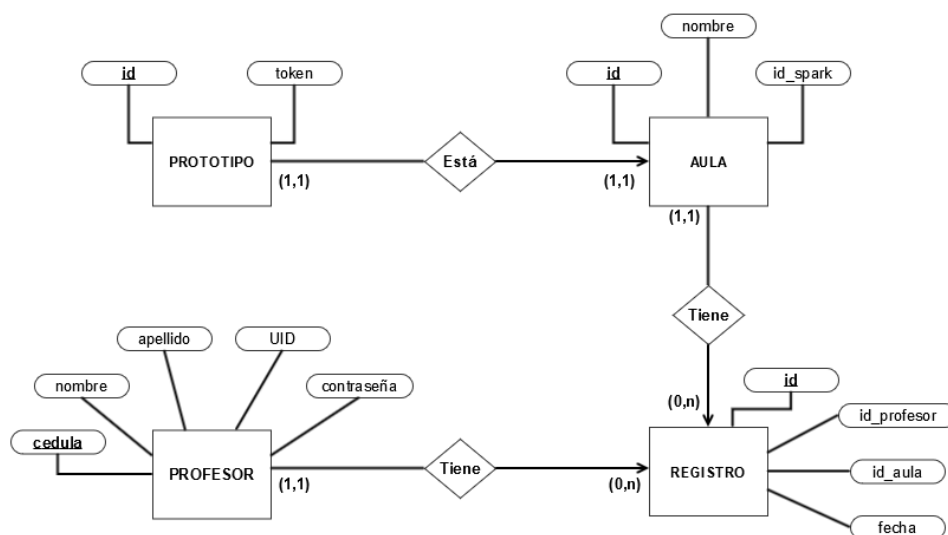 nombre
id
token
id
id_spark
PROTOTIPO
Está
AULA
(1,1)
(1,1)
(1,1)
Tiene
apellido
UID
nombre
contraseña
id
(0,n)
id_profesor
cedula
PROFESOR
Tiene
REGISTRO
id_aula
(1,1)
(0,n)
fecha